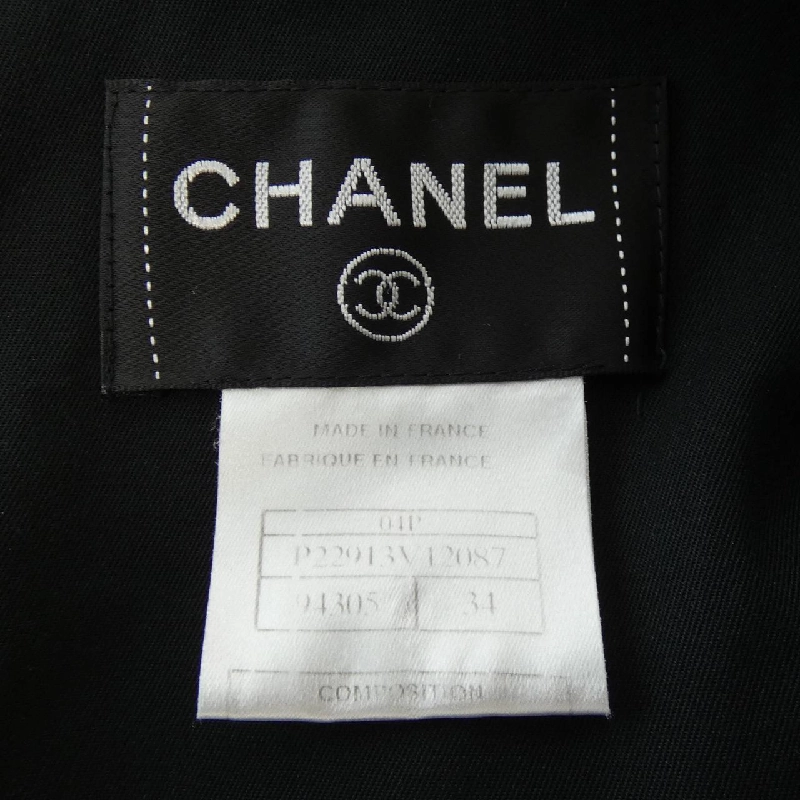 CHANEL
MADE IN FRANCE
FABRIQUE EN FRANCE
04P
P22913V12087
94305 34
COMPOSITION